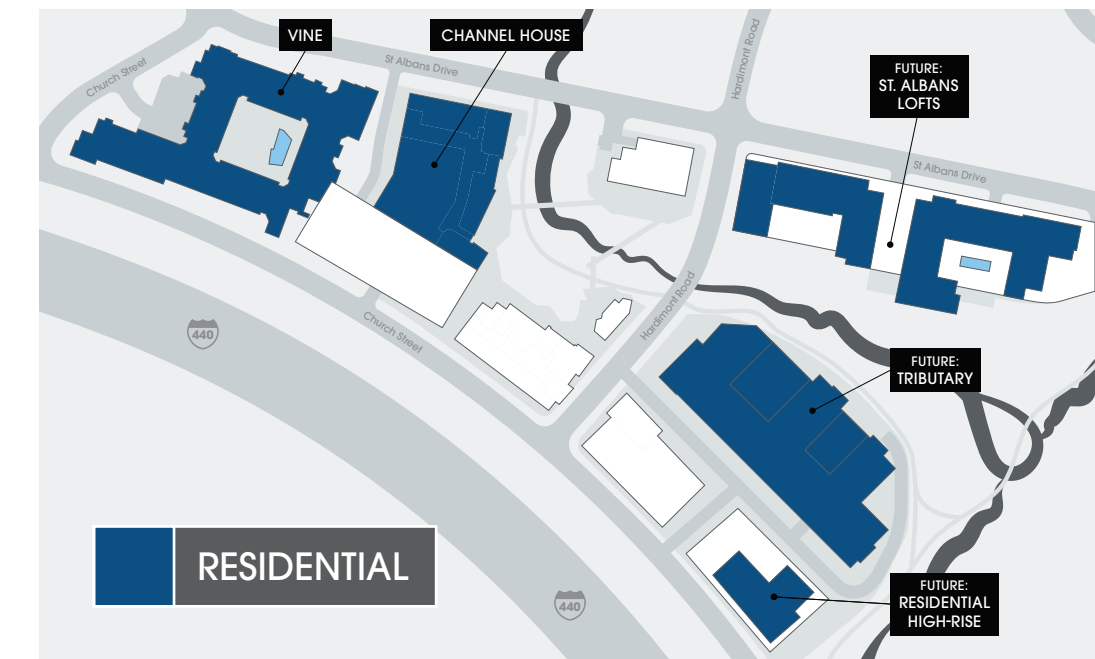 VINE
CHANNEL HOUSE
St Albans Drive
Church Street
Hardimont Road
FUTURE:
ST. ALBANS
LOFTS
St Albans Drive
Hardimont Road
Church Street
440
FUTURE:
TRIBUTARY
RESIDENTIAL
440
FUTURE:
RESIDENTIAL
HIGH-RISE